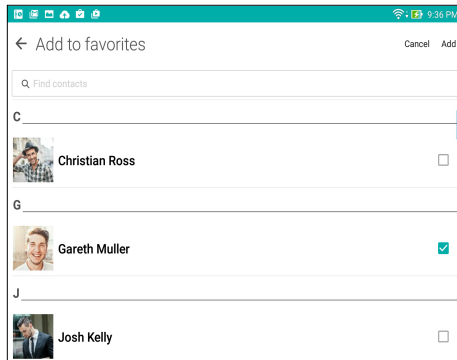 9:36 PM
Add to favorites
Cancel Add
Find contacts
C
Christian Ross
G
Gareth Muller
J
Josh Kelly